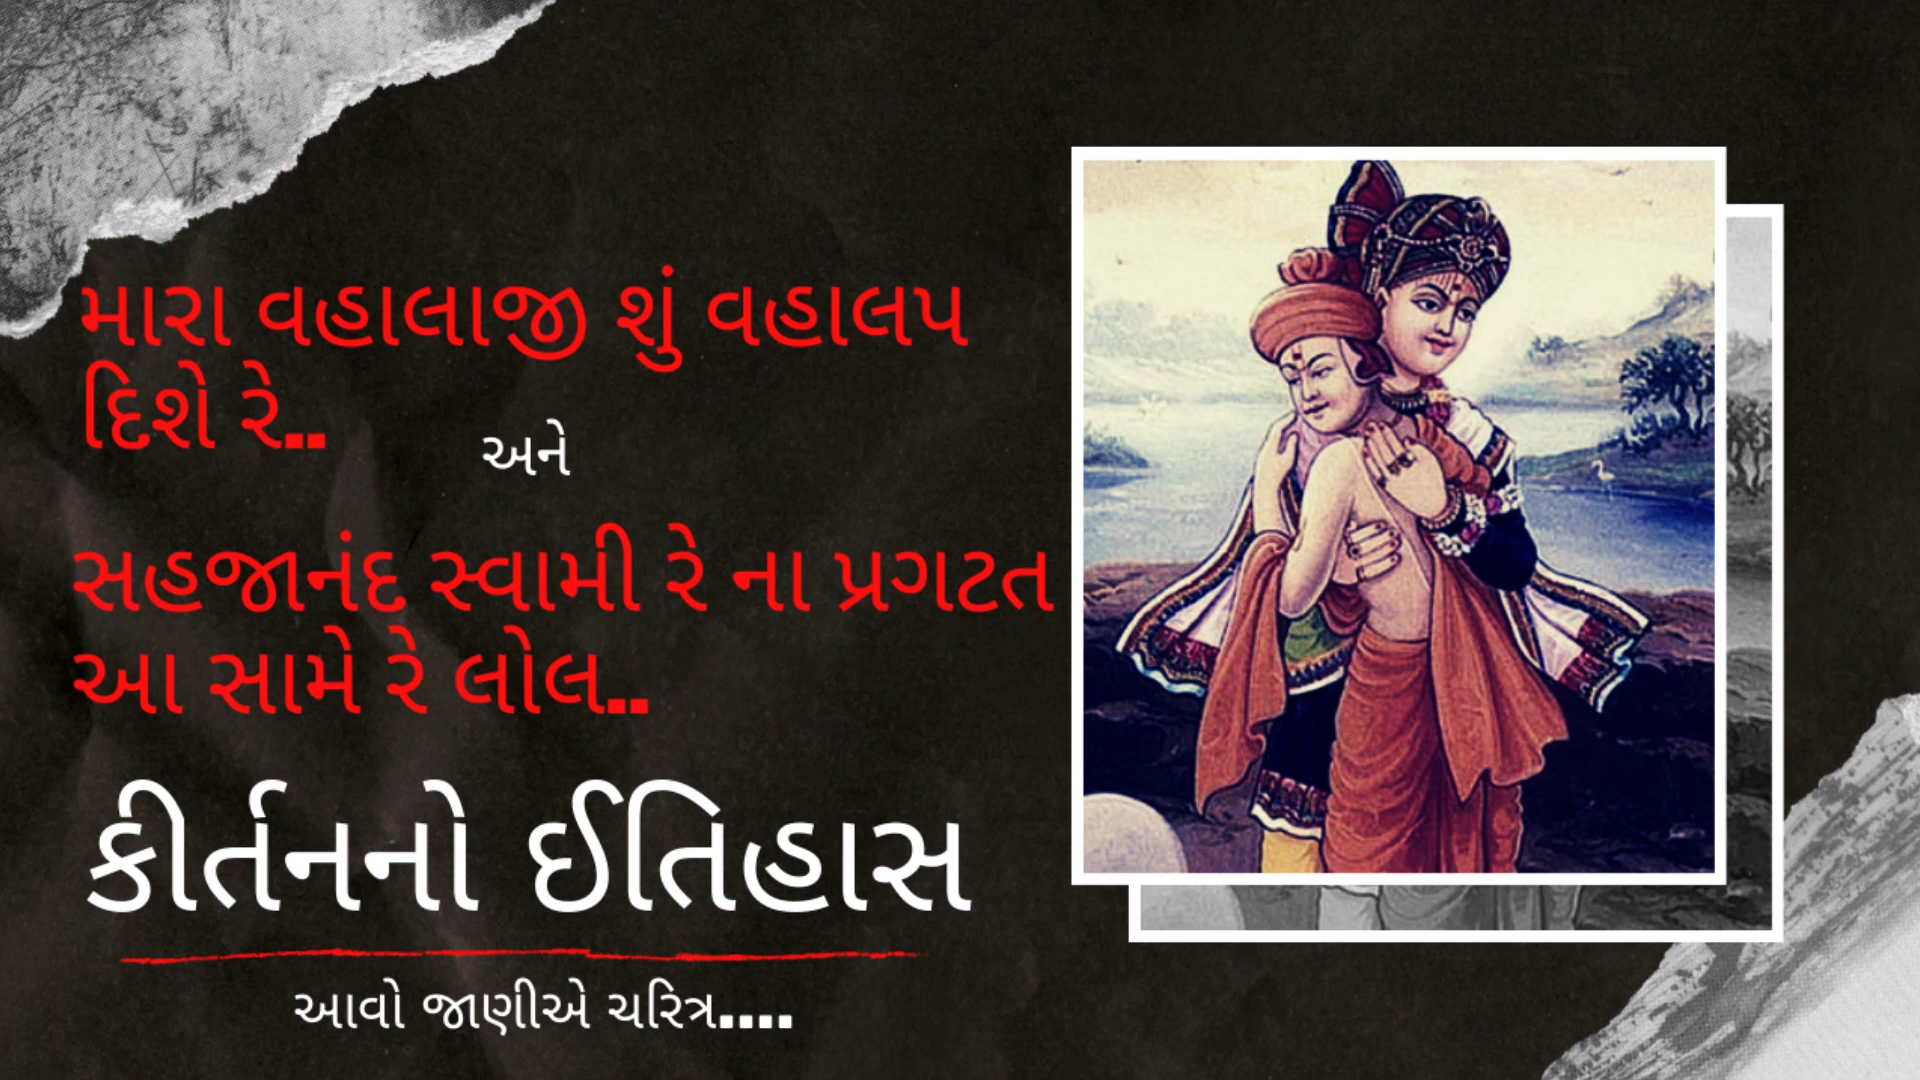 મારા વહાલાજી શું વહાલપ
દિશે રે..
અને
સહજાનંદ સ્વામી રે ના પ્રગટત
આ સામે રે લોલ..
કીર્તનનો ઈતિહાસ
આવો જાણીએ ચરિત્ર....